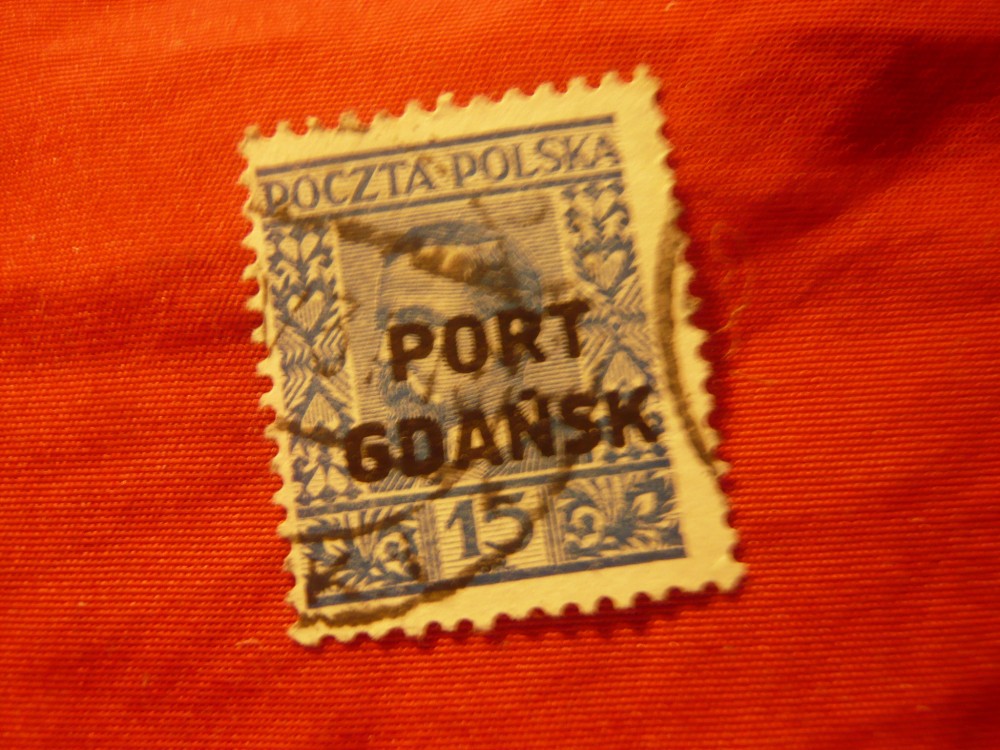 POCZTA POLSKA
PORT
GDAŃSK
15